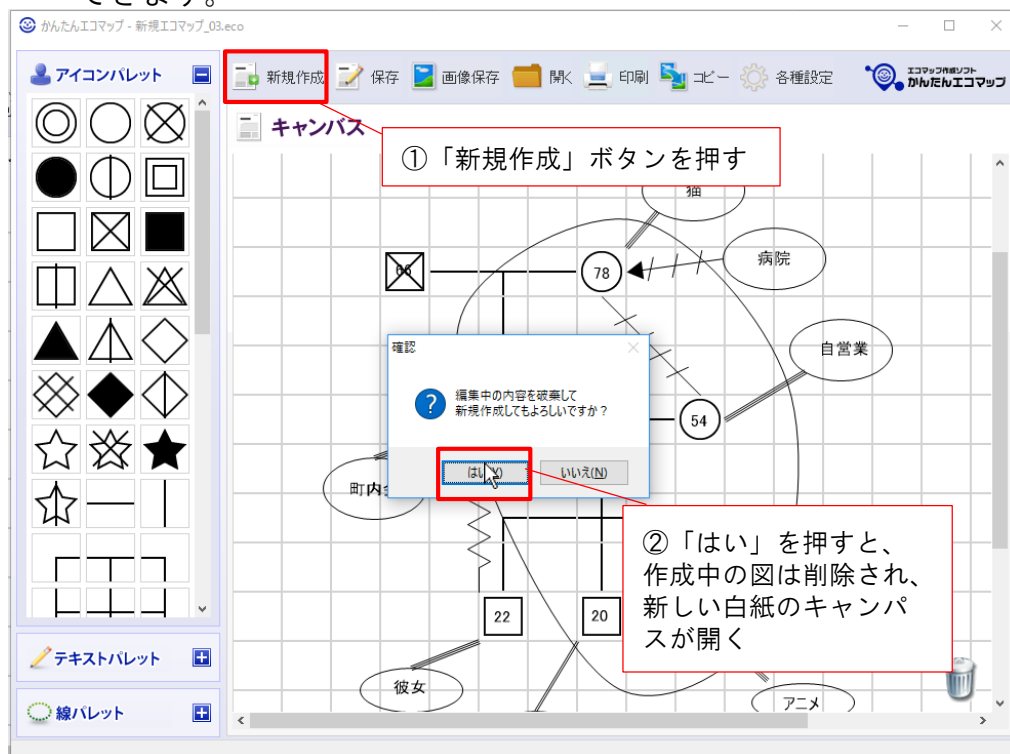 できます。
かんたんエコマップ - 新規エコマップ_03.eco
アイコンパレット
新規作成 保存 画像保存 開く 印刷 コピー 各種設定
エコマップ作成ソフト
かんたんエコマップ
キャンバス
①「新規作成」ボタンを押す
猫
病院
66
78
自営業
確認
編集中の内容を破棄して
新規作成してもよろしいですか？
54
はい(Y) いいえ(N)
町内会
②「はい」を押すと、
作成中の図は削除され、
新しい白紙のキャンパ
スが開く
22
20
テキストパレット
彼女
アニメ
線パレット